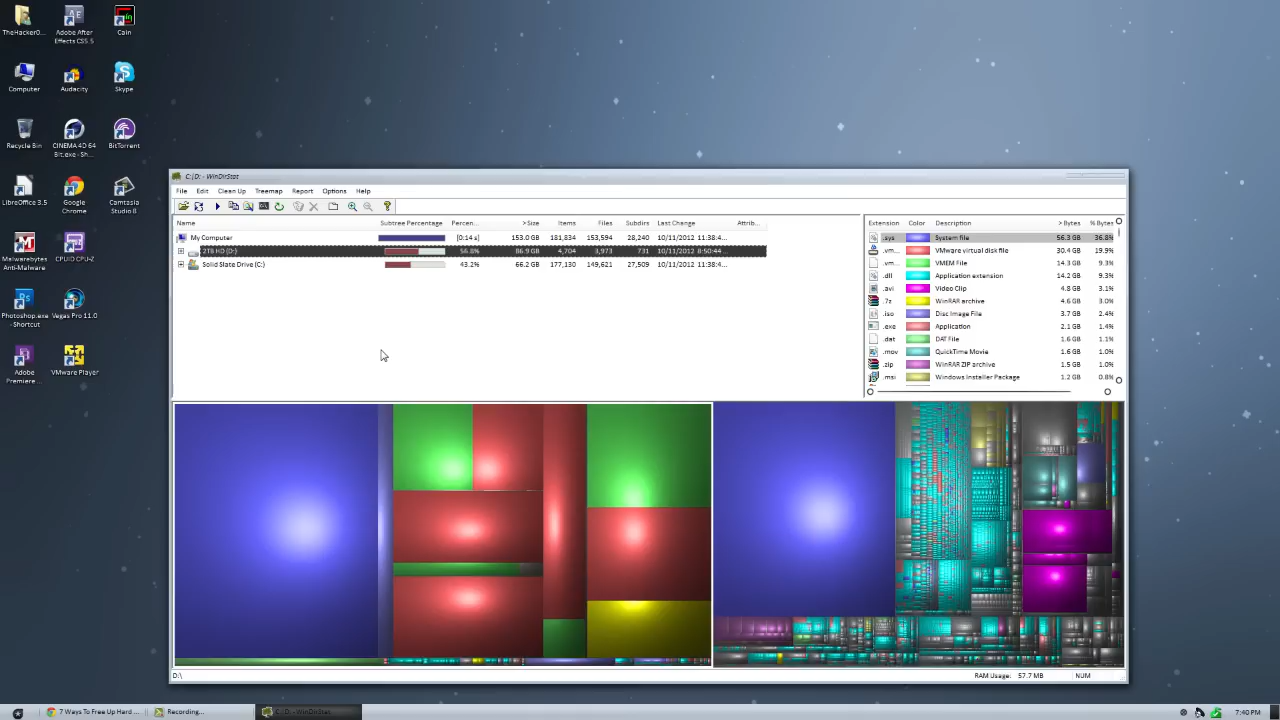 TheHacker0...
Adobe After
Effects CS5.5
Cain
Computer
Audacity
Skype
Recycle Bin
CINEMA 4D 64
Bit.exe - Sh...
BitTorrent
LibreOffice 3.5
Google
Chrome
Camtasia
Studio 8
Malwarebytes
Anti-Malware
CPUID CPU-Z
Photoshop.exe
- Shortcut
Vegas Pro 11.0
Adobe
Premiere ...
VMware Player
C:|D: - WinDirStat
File Edit Clean Up Treemap Report Options Help
Name Subtree Percentage Percen... > Size Items Files Subdirs Last Change Attrib...
My Computer [0:14 s] 153.0 GB 181,834 153,594 28,240 10/11/2012 11:38:4...
2TB HD (D:) 56.8% 86.9 GB 4,704 3,973 731 10/11/2012 8:50:44 ...
Solid State Drive (C:) 43.2% 66.2 GB 177,130 149,621 27,509 10/11/2012 11:38:4...
Extension Color Description > Bytes % Bytes
.sys System file 56.3 GB 36.8%
.vm... VMware virtual disk file 30.4 GB 19.9%
.vm... VMEM File 14.3 GB 9.3%
.dll Application extension 14.2 GB 9.3%
.avi Video Clip 4.8 GB 3.1%
.7z WinRAR archive 4.6 GB 3.0%
.iso Disc Image File 3.7 GB 2.4%
.exe Application 2.1 GB 1.4%
.dat DAT File 1.6 GB 1.1%
.mov QuickTime Movie 1.6 GB 1.0%
.zip WinRAR ZIP archive 1.5 GB 1.0%
.msi Windows Installer Package 1.2 GB 0.8%
D:\ RAM Usage: 57.7 MB NUM
7 Ways To Free Up Hard ... Recording... C:|D: - WinDirStat 7:40 PM